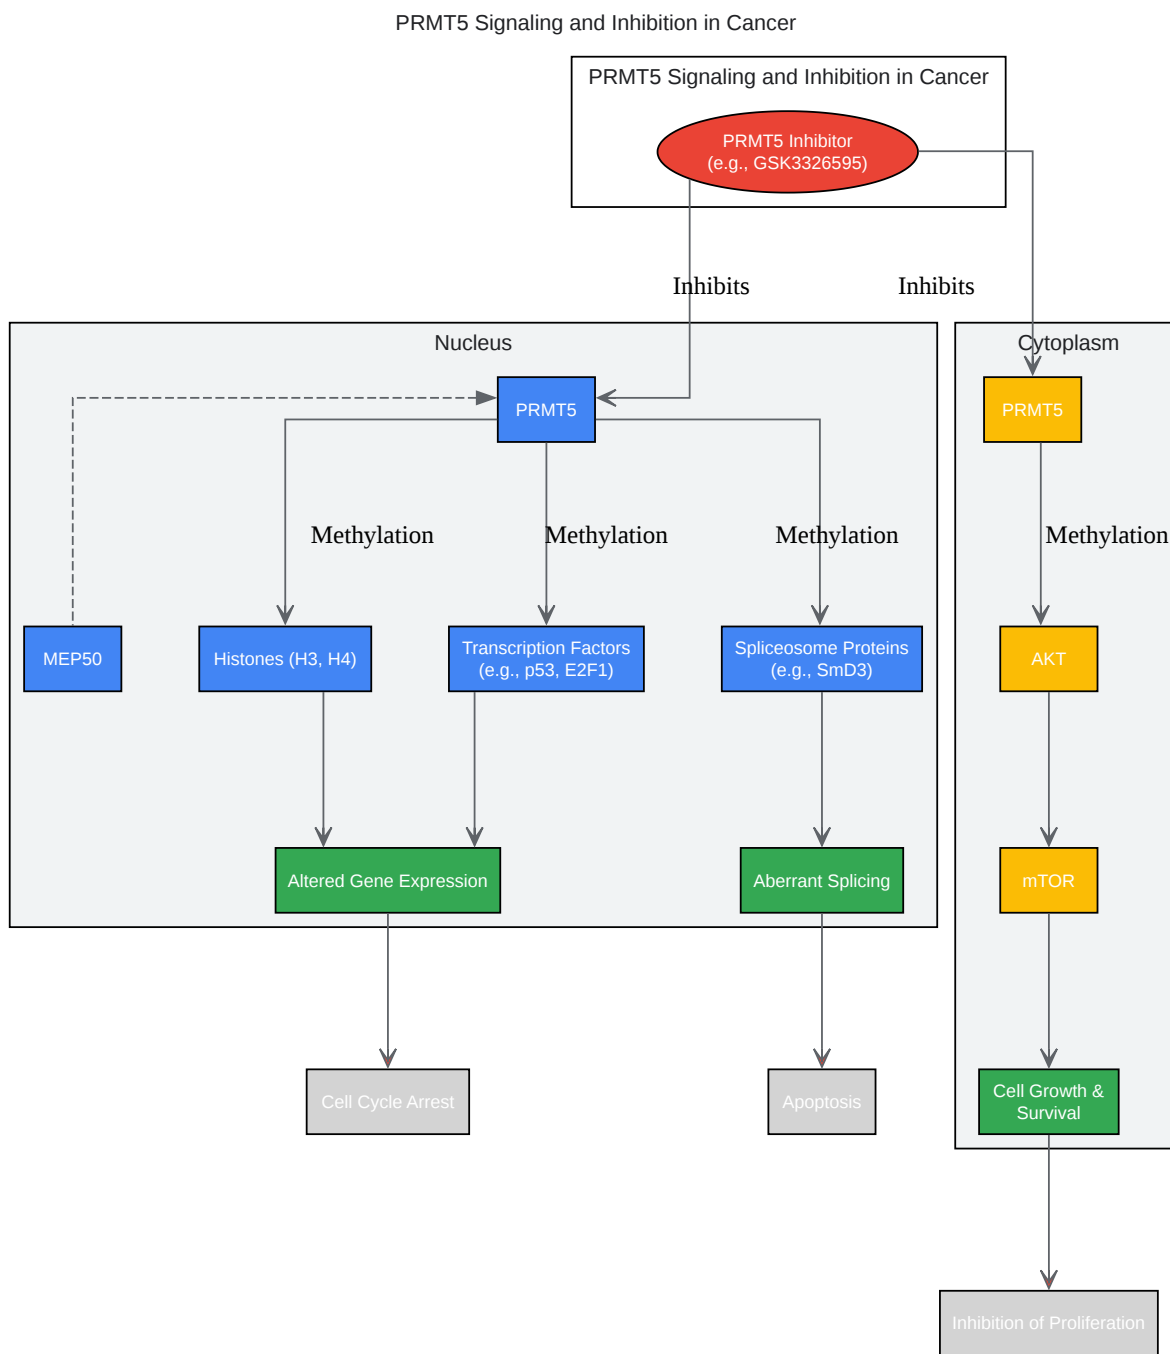 PRMT5 Signaling and Inhibition in Cancer
PRMT5 Signaling and Inhibition in Cancer
PRMT5 Inhibitor
(e.g., GSK3326595)
Inhibits
Inhibits
Nucleus
Cytoplasm
PRMT5
PRMT5
Methylation
Methylation
Methylation
Methylation
MEP50
Histones (H3, H4)
Transcription Factors
(e.g., p53, E2F1)
Spliceosome Proteins
(e.g., SmD3)
AKT
Altered Gene Expression
Aberrant Splicing
mTOR
Cell Cycle Arrest
Apoptosis
Cell Growth &
Survival
Inhibition of Proliferation